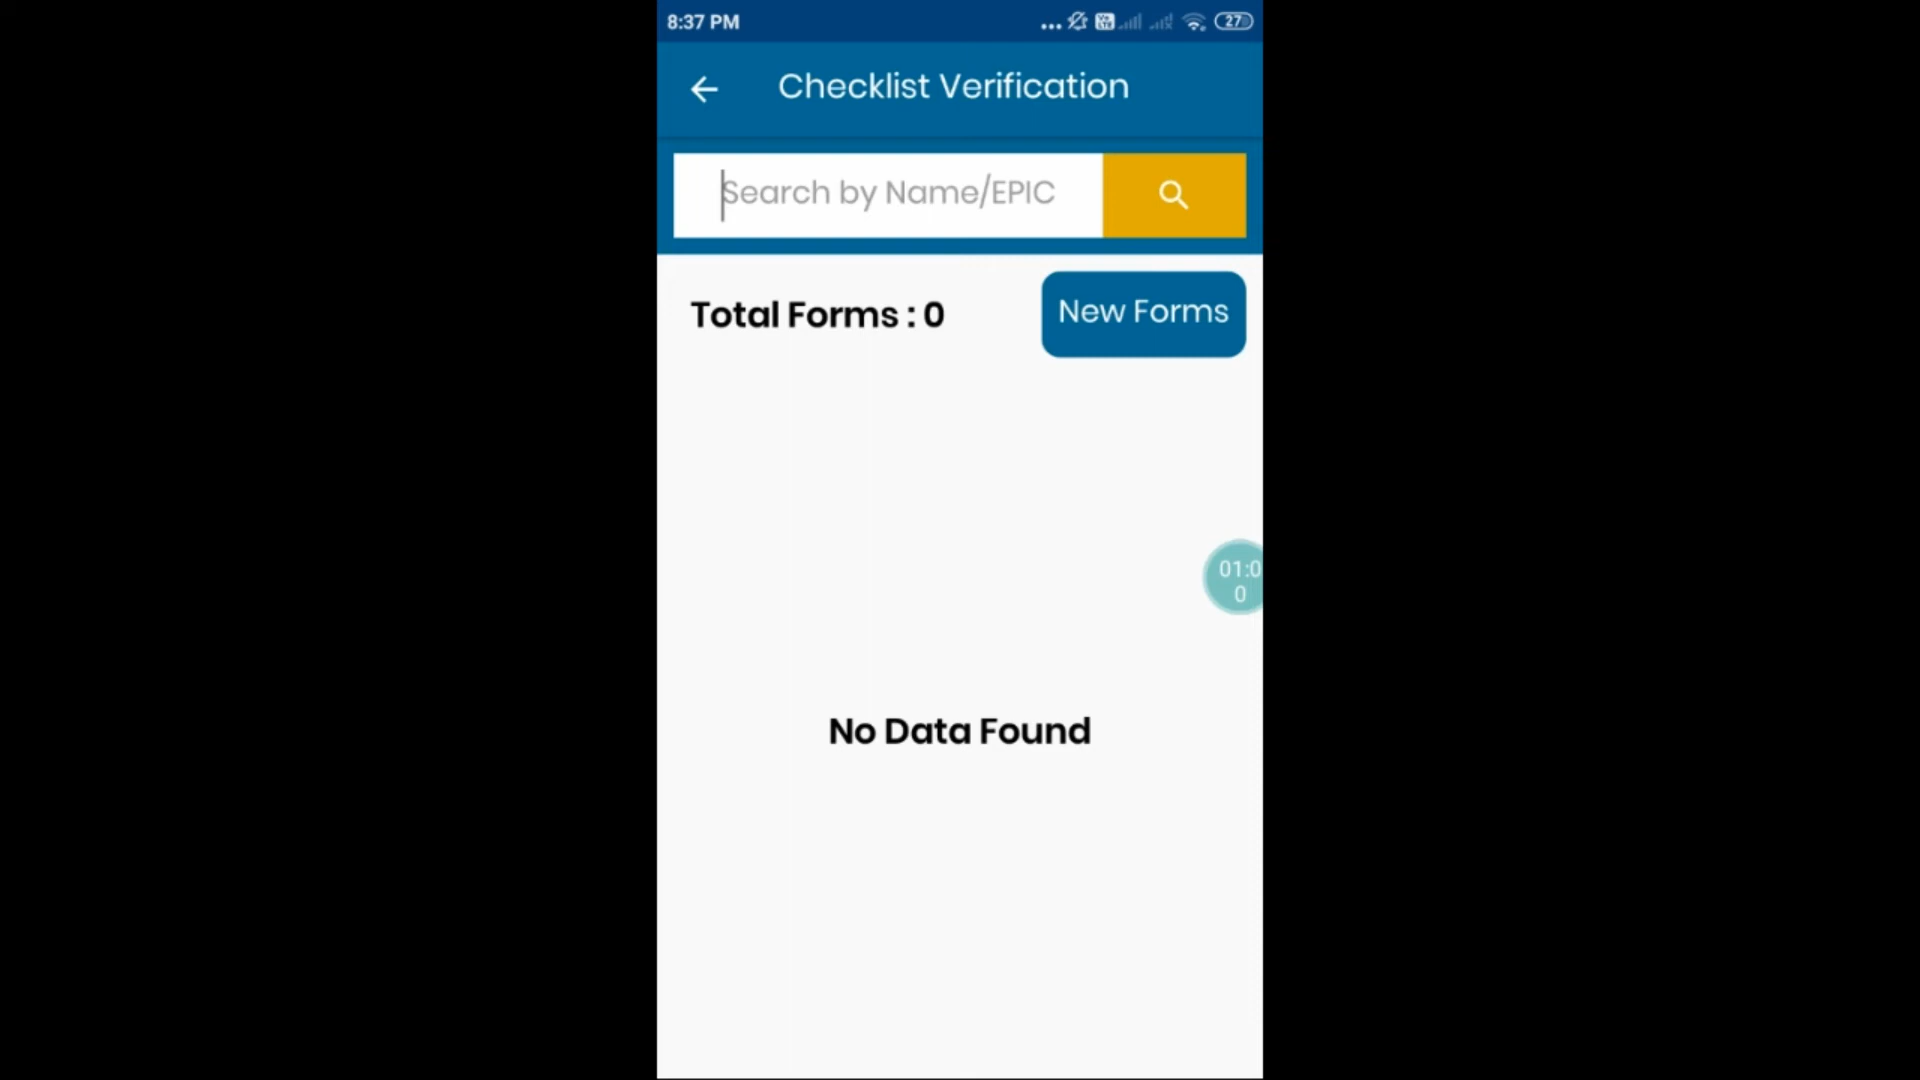 8:37 PM
27
Checklist Verification
Search by Name/EPIC
Total Forms : 0
New Forms
01:0
0
No Data Found